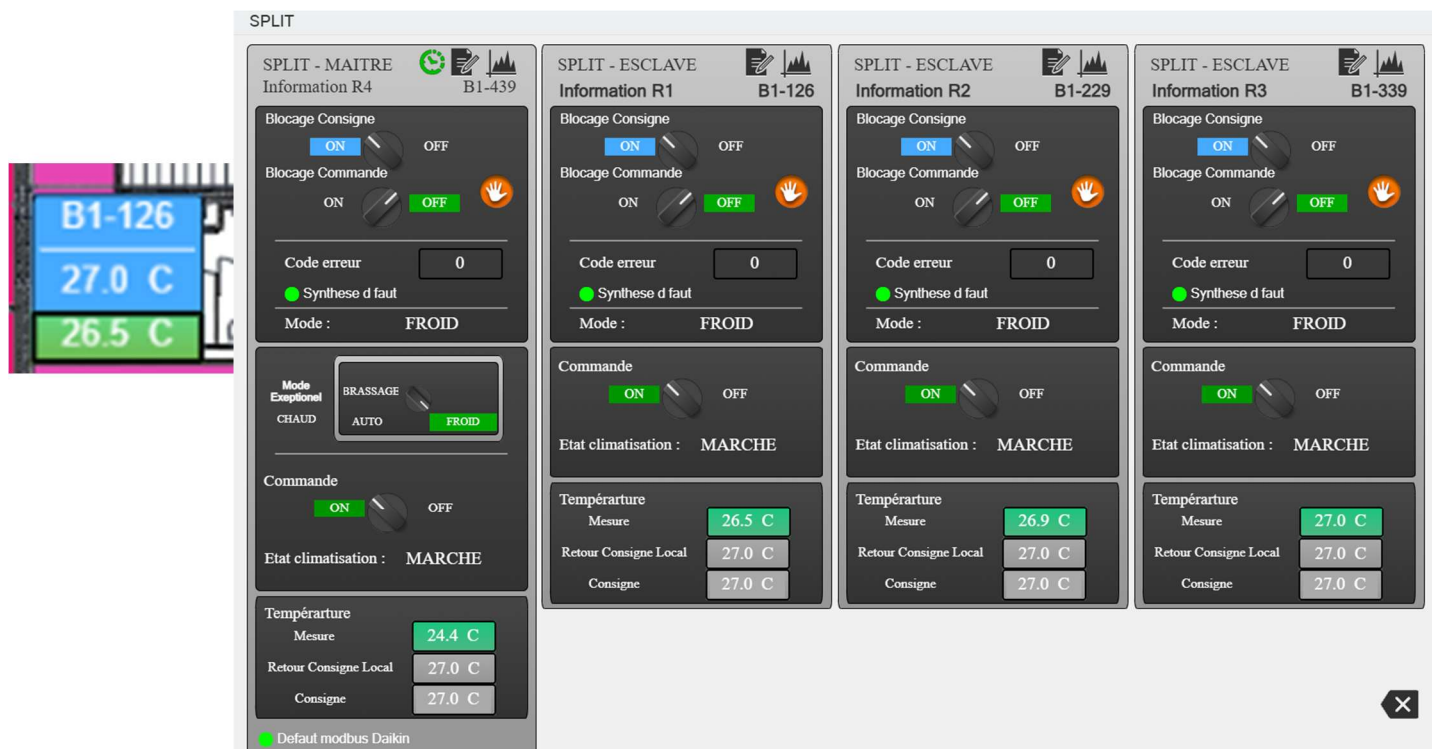 SPLIT
B1-126
27.0 C
26.5 C
SPLIT - MAITRE
Information R4 B1-439
Blocage Consigne
ON OFF
Blocage Commande
ON OFF
Code erreur 0
Synthese d faut
Mode : FROID
Mode
Exeptionel
CHAUD
BRASSAGE
AUTO FROID
Commande
ON OFF
Etat climatisation : MARCHE
Températrure
Mesure 24.4 C
Retour Consigne Local 27.0 C
Consigne 27.0 C
Defaut modbus Daikin
SPLIT - ESCLAVE
Information R1 B1-126
Blocage Consigne
ON OFF
Blocage Commande
ON OFF
Code erreur 0
Synthese d faut
Mode : FROID
Commande
ON OFF
Etat climatisation : MARCHE
Températrure
Mesure 26.5 C
Retour Consigne Local 27.0 C
Consigne 27.0 C
SPLIT - ESCLAVE
Information R2 B1-229
Blocage Consigne
ON OFF
Blocage Commande
ON OFF
Code erreur 0
Synthese d faut
Mode : FROID
Commande
ON OFF
Etat climatisation : MARCHE
Températrure
Mesure 26.9 C
Retour Consigne Local 27.0 C
Consigne 27.0 C
SPLIT - ESCLAVE
Information R3 B1-339
Blocage Consigne
ON OFF
Blocage Commande
ON OFF
Code erreur 0
Synthese d faut
Mode : FROID
Commande
ON OFF
Etat climatisation : MARCHE
Températrure
Mesure 27.0 C
Retour Consigne Local 27.0 C
Consigne 27.0 C